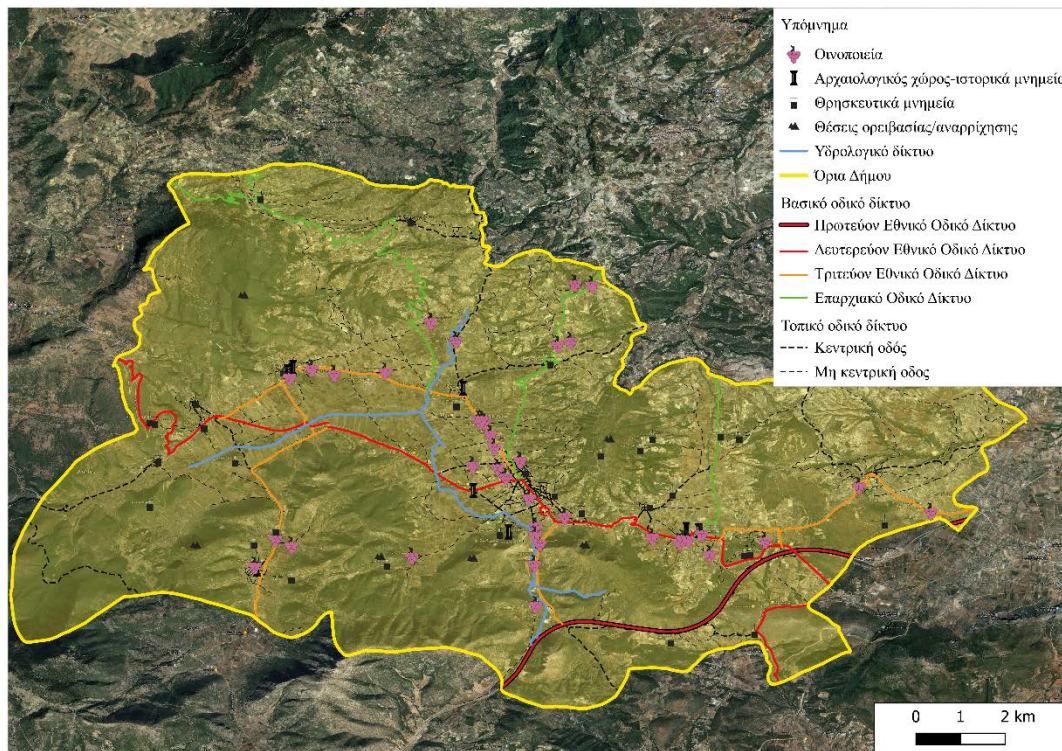 Υπόμνημα
Οινοποιεία
Αρχαιολογικός χώρος-ιστορικά μνημεία
Θρησκευτικά μνημεία
Θέσεις ορειβασίας/αναρρίχησης
Υδρολογικό δίκτυο
Όρια Δήμου
Βασικό οδικό δίκτυο
Πρωτεύον Εθνικό Οδικό Δίκτυο
Δευτερεύον Εθνικό Οδικό Δίκτυο
Τριτεύον Εθνικό Οδικό Δίκτυο
Επαρχιακό Οδικό Δίκτυο
Τοπικό οδικό δίκτυο
Κεντρική οδός
Μη κεντρική οδος
0 1 2 km